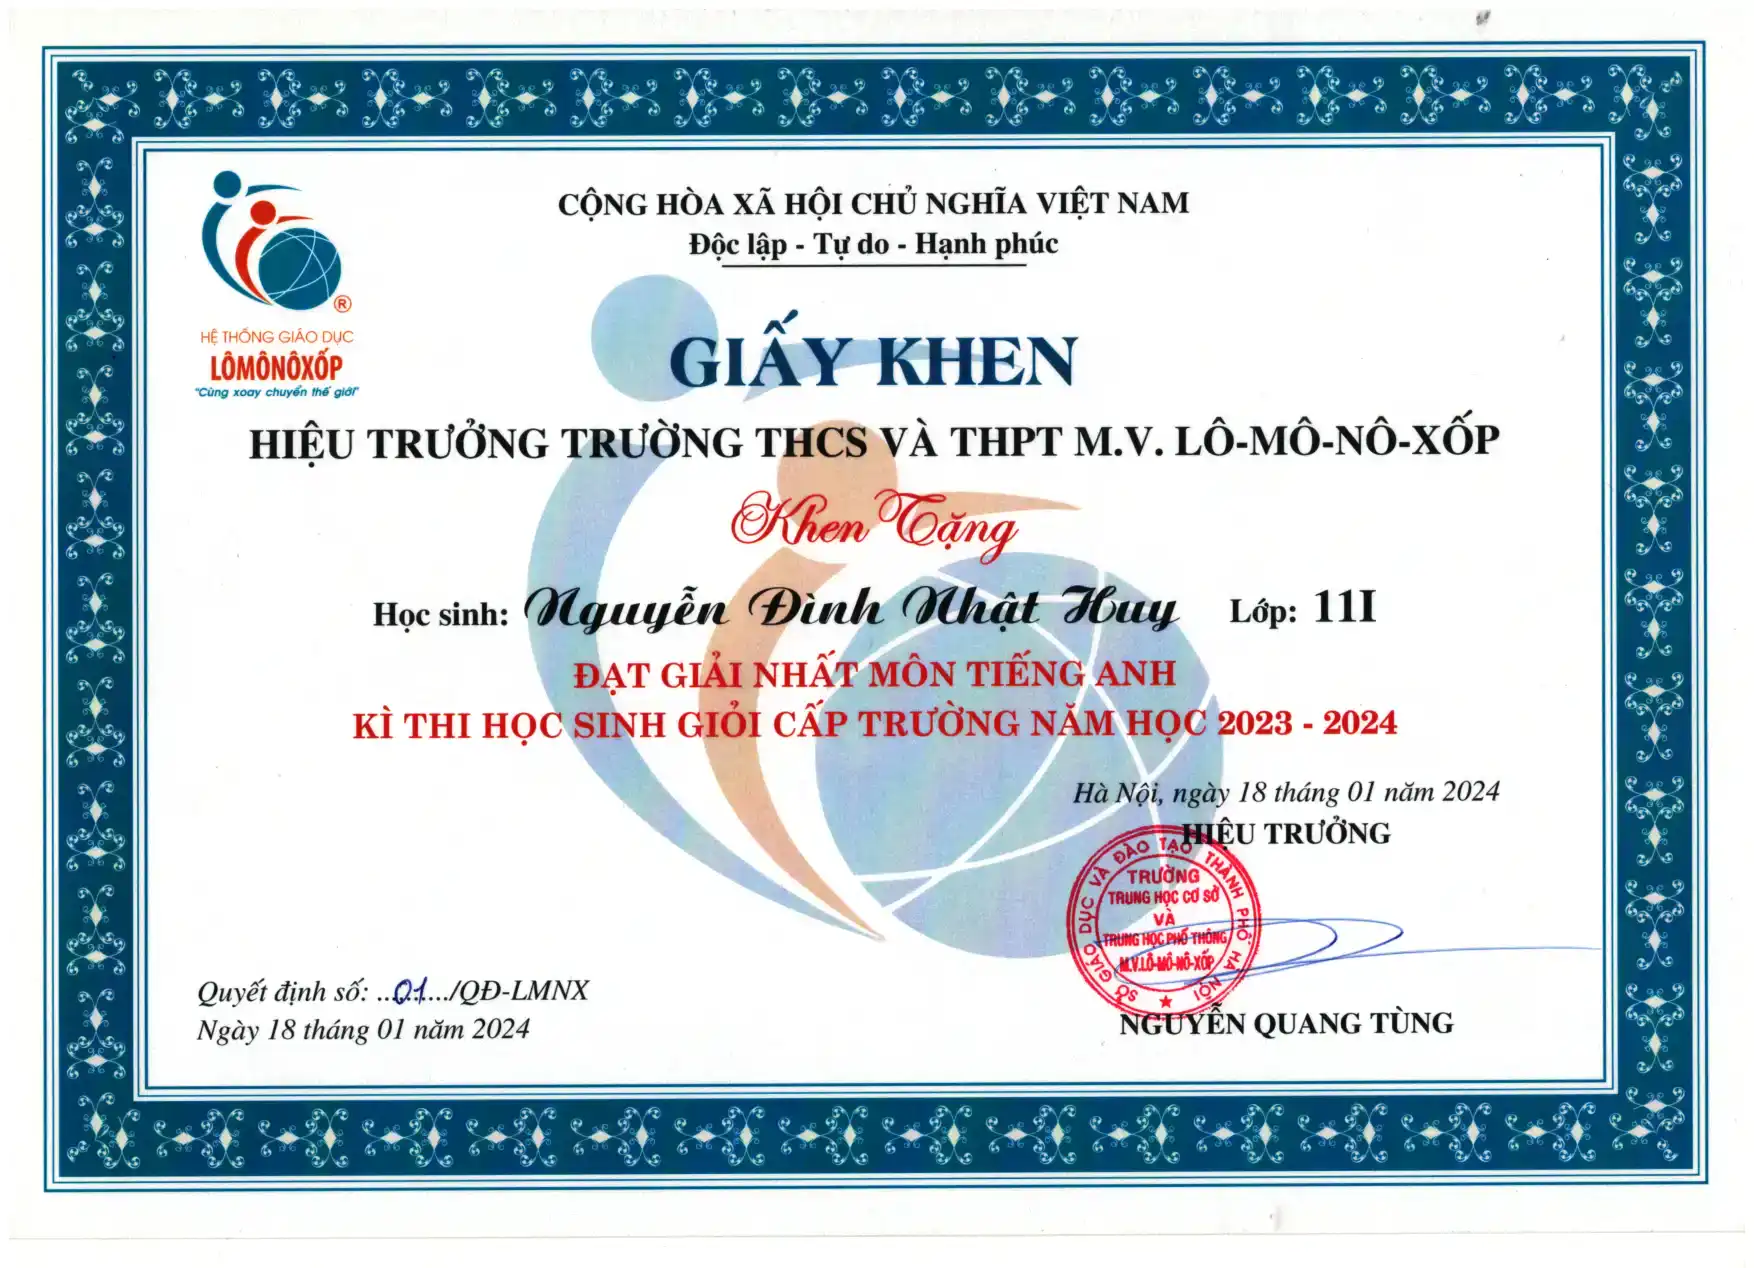 CỘNG HÒA XÃ HỘI CHỦ NGHĨA VIỆT NAM
Độc lập - Tự do - Hạnh phúc
®
HỆ THỐNG GIÁO DỤC
LÔMÔNÔXỐP
"Cùng xoay chuyển thế giới"
GIẤY KHEN
HIỆU TRƯỞNG TRƯỜNG THCS VÀ THPT M.V. LÔ-MÔ-NÔ-XỐP
Khen Tặng
Học sinh: Nguyễn Đình Nhật Huy Lớp: 11I
ĐẠT GIẢI NHẤT MÔN TIẾNG ANH
KÌ THI HỌC SINH GIỎI CẤP TRƯỜNG NĂM HỌC 2023 - 2024
Hà Nội, ngày 18 tháng 01 năm 2024
HIỆU TRƯỞNG
SỞ GIÁO DỤC VÀ ĐÀO TẠO THÀNH PHỐ HÀ NỘI
TRƯỜNG
TRUNG HỌC CƠ SỞ
VÀ
TRUNG HỌC PHỔ THÔNG
M.V.LÔ-MÔ-NÔ-XỐP
NGUYỄN QUANG TÙNG
Quyết định số: ..01.../QĐ-LMNX
Ngày 18 tháng 01 năm 2024